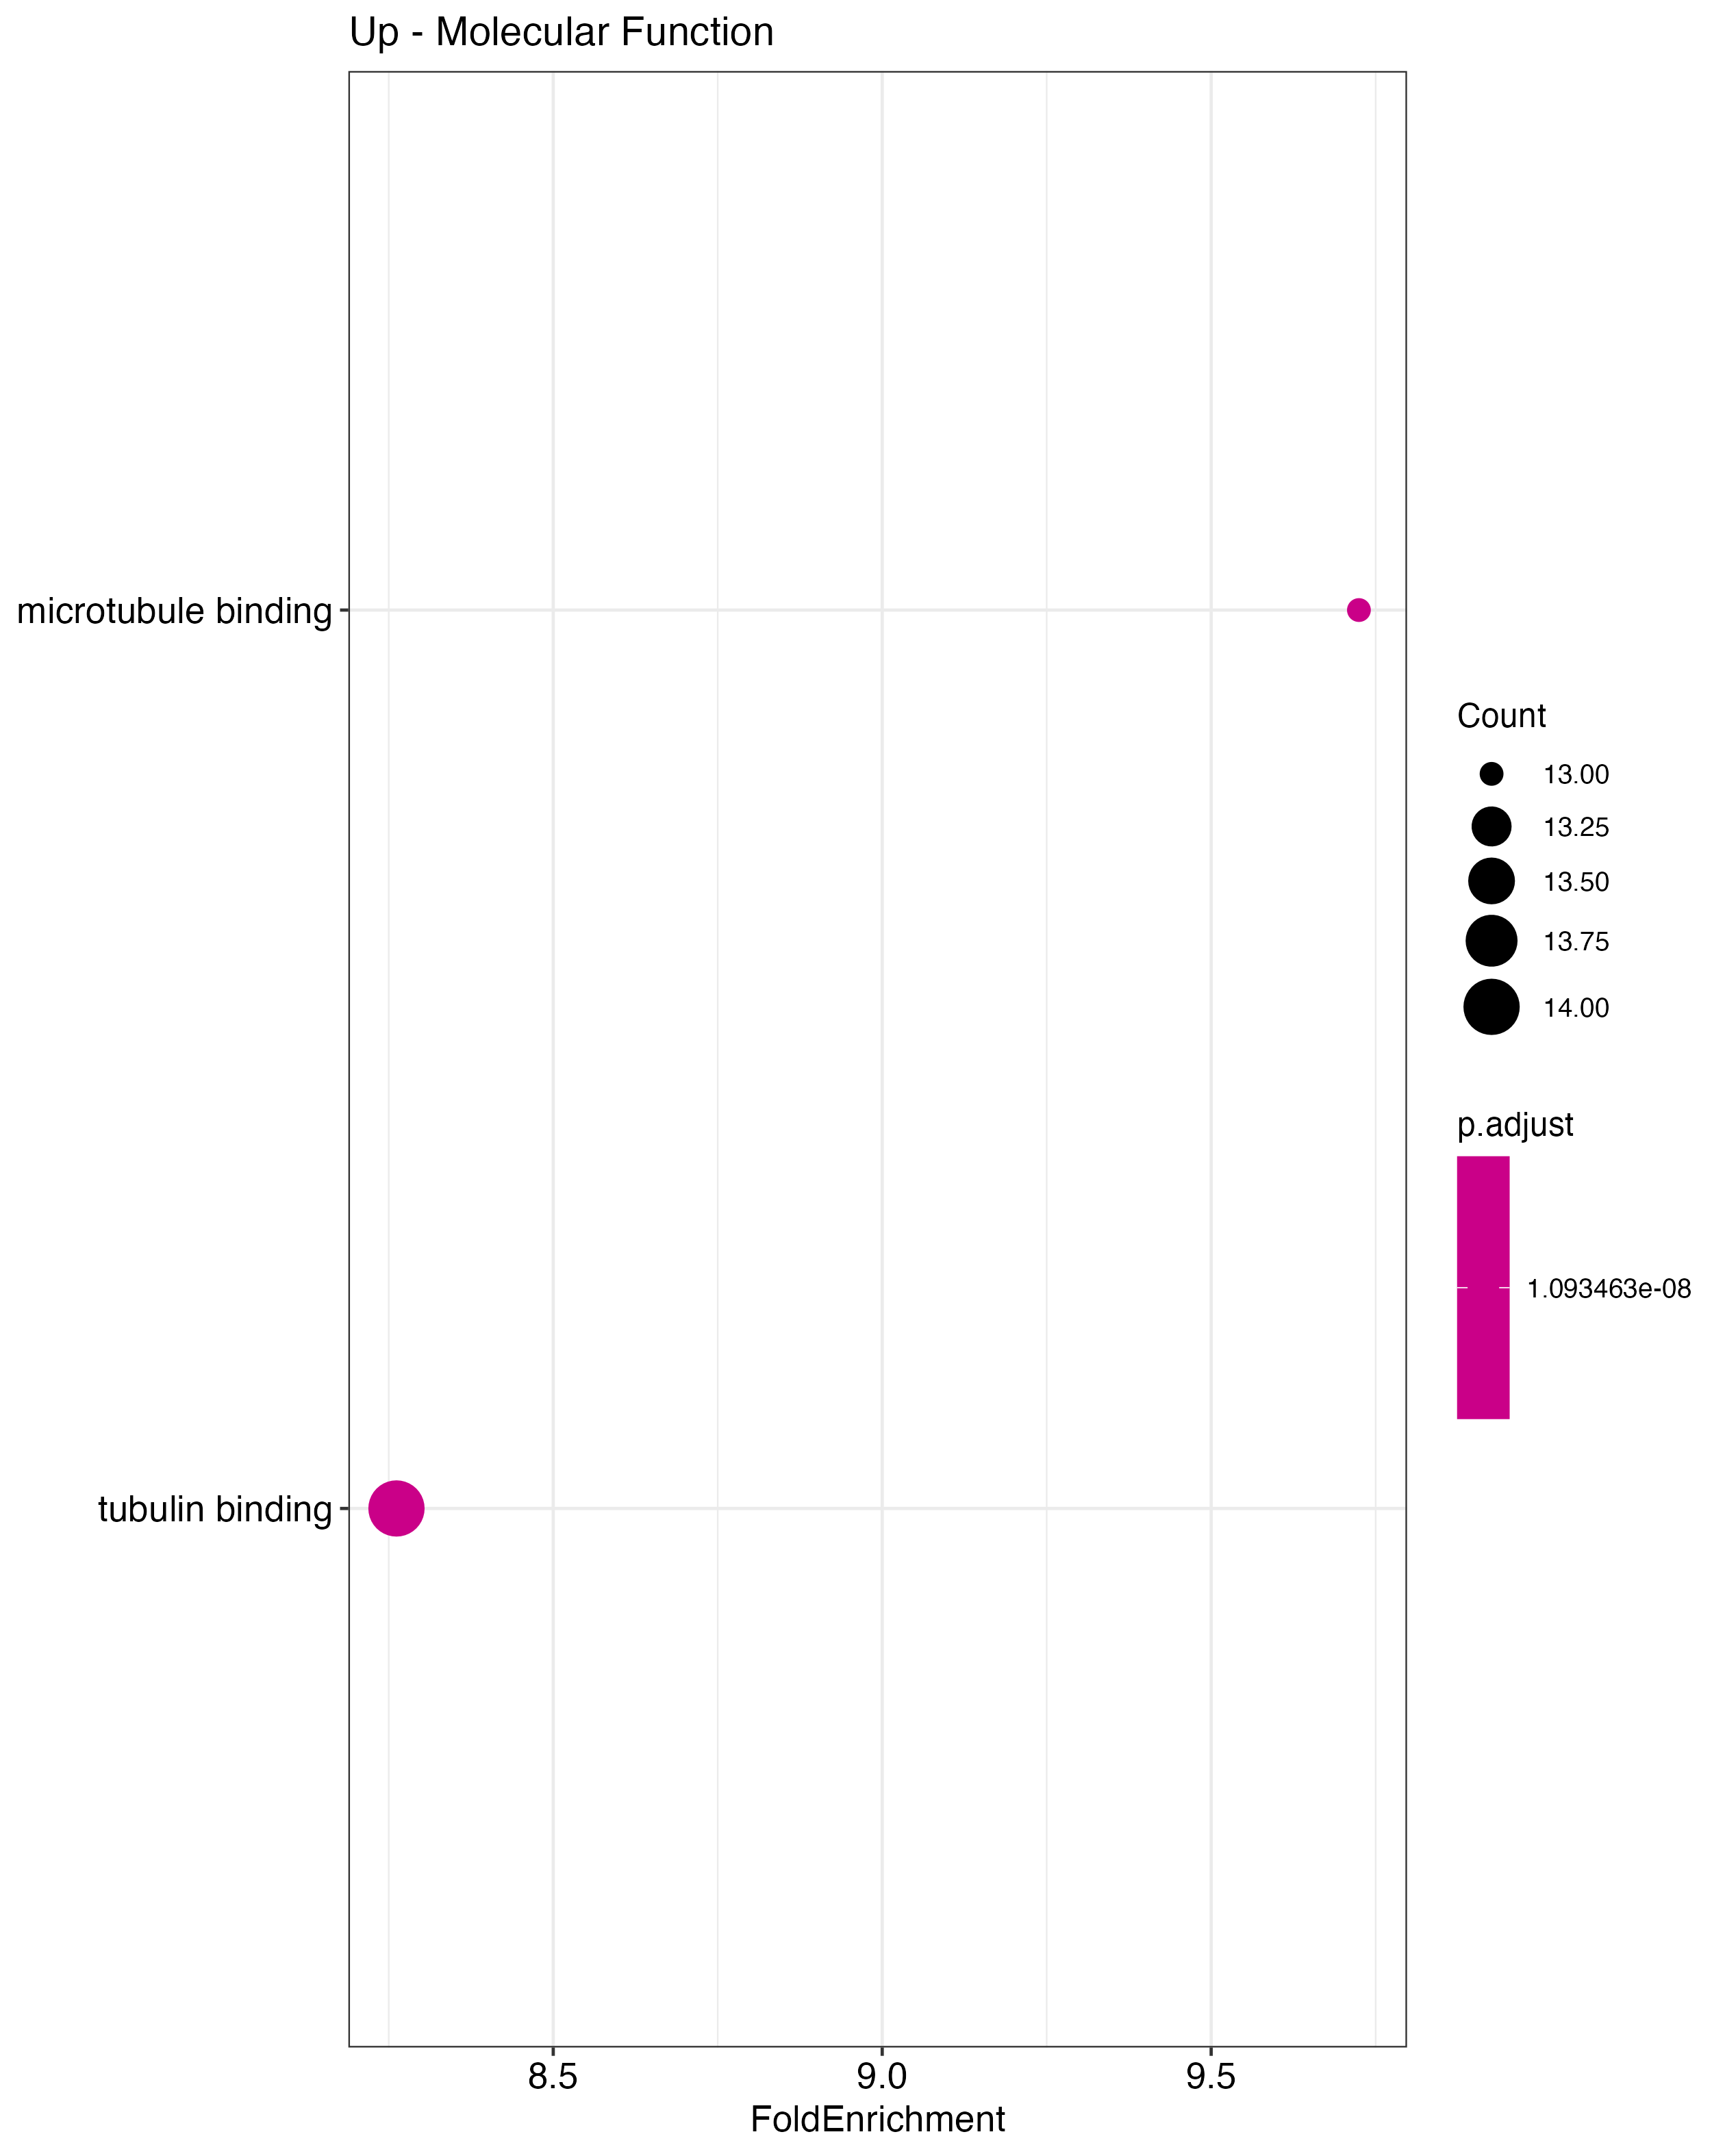 Up - Molecular Function
microtubule binding
tubulin binding
8.5
9.0
9.5
FoldEnrichment
Count
13.00
13.25
13.50
13.75
14.00
p.adjust
1.093463e-08